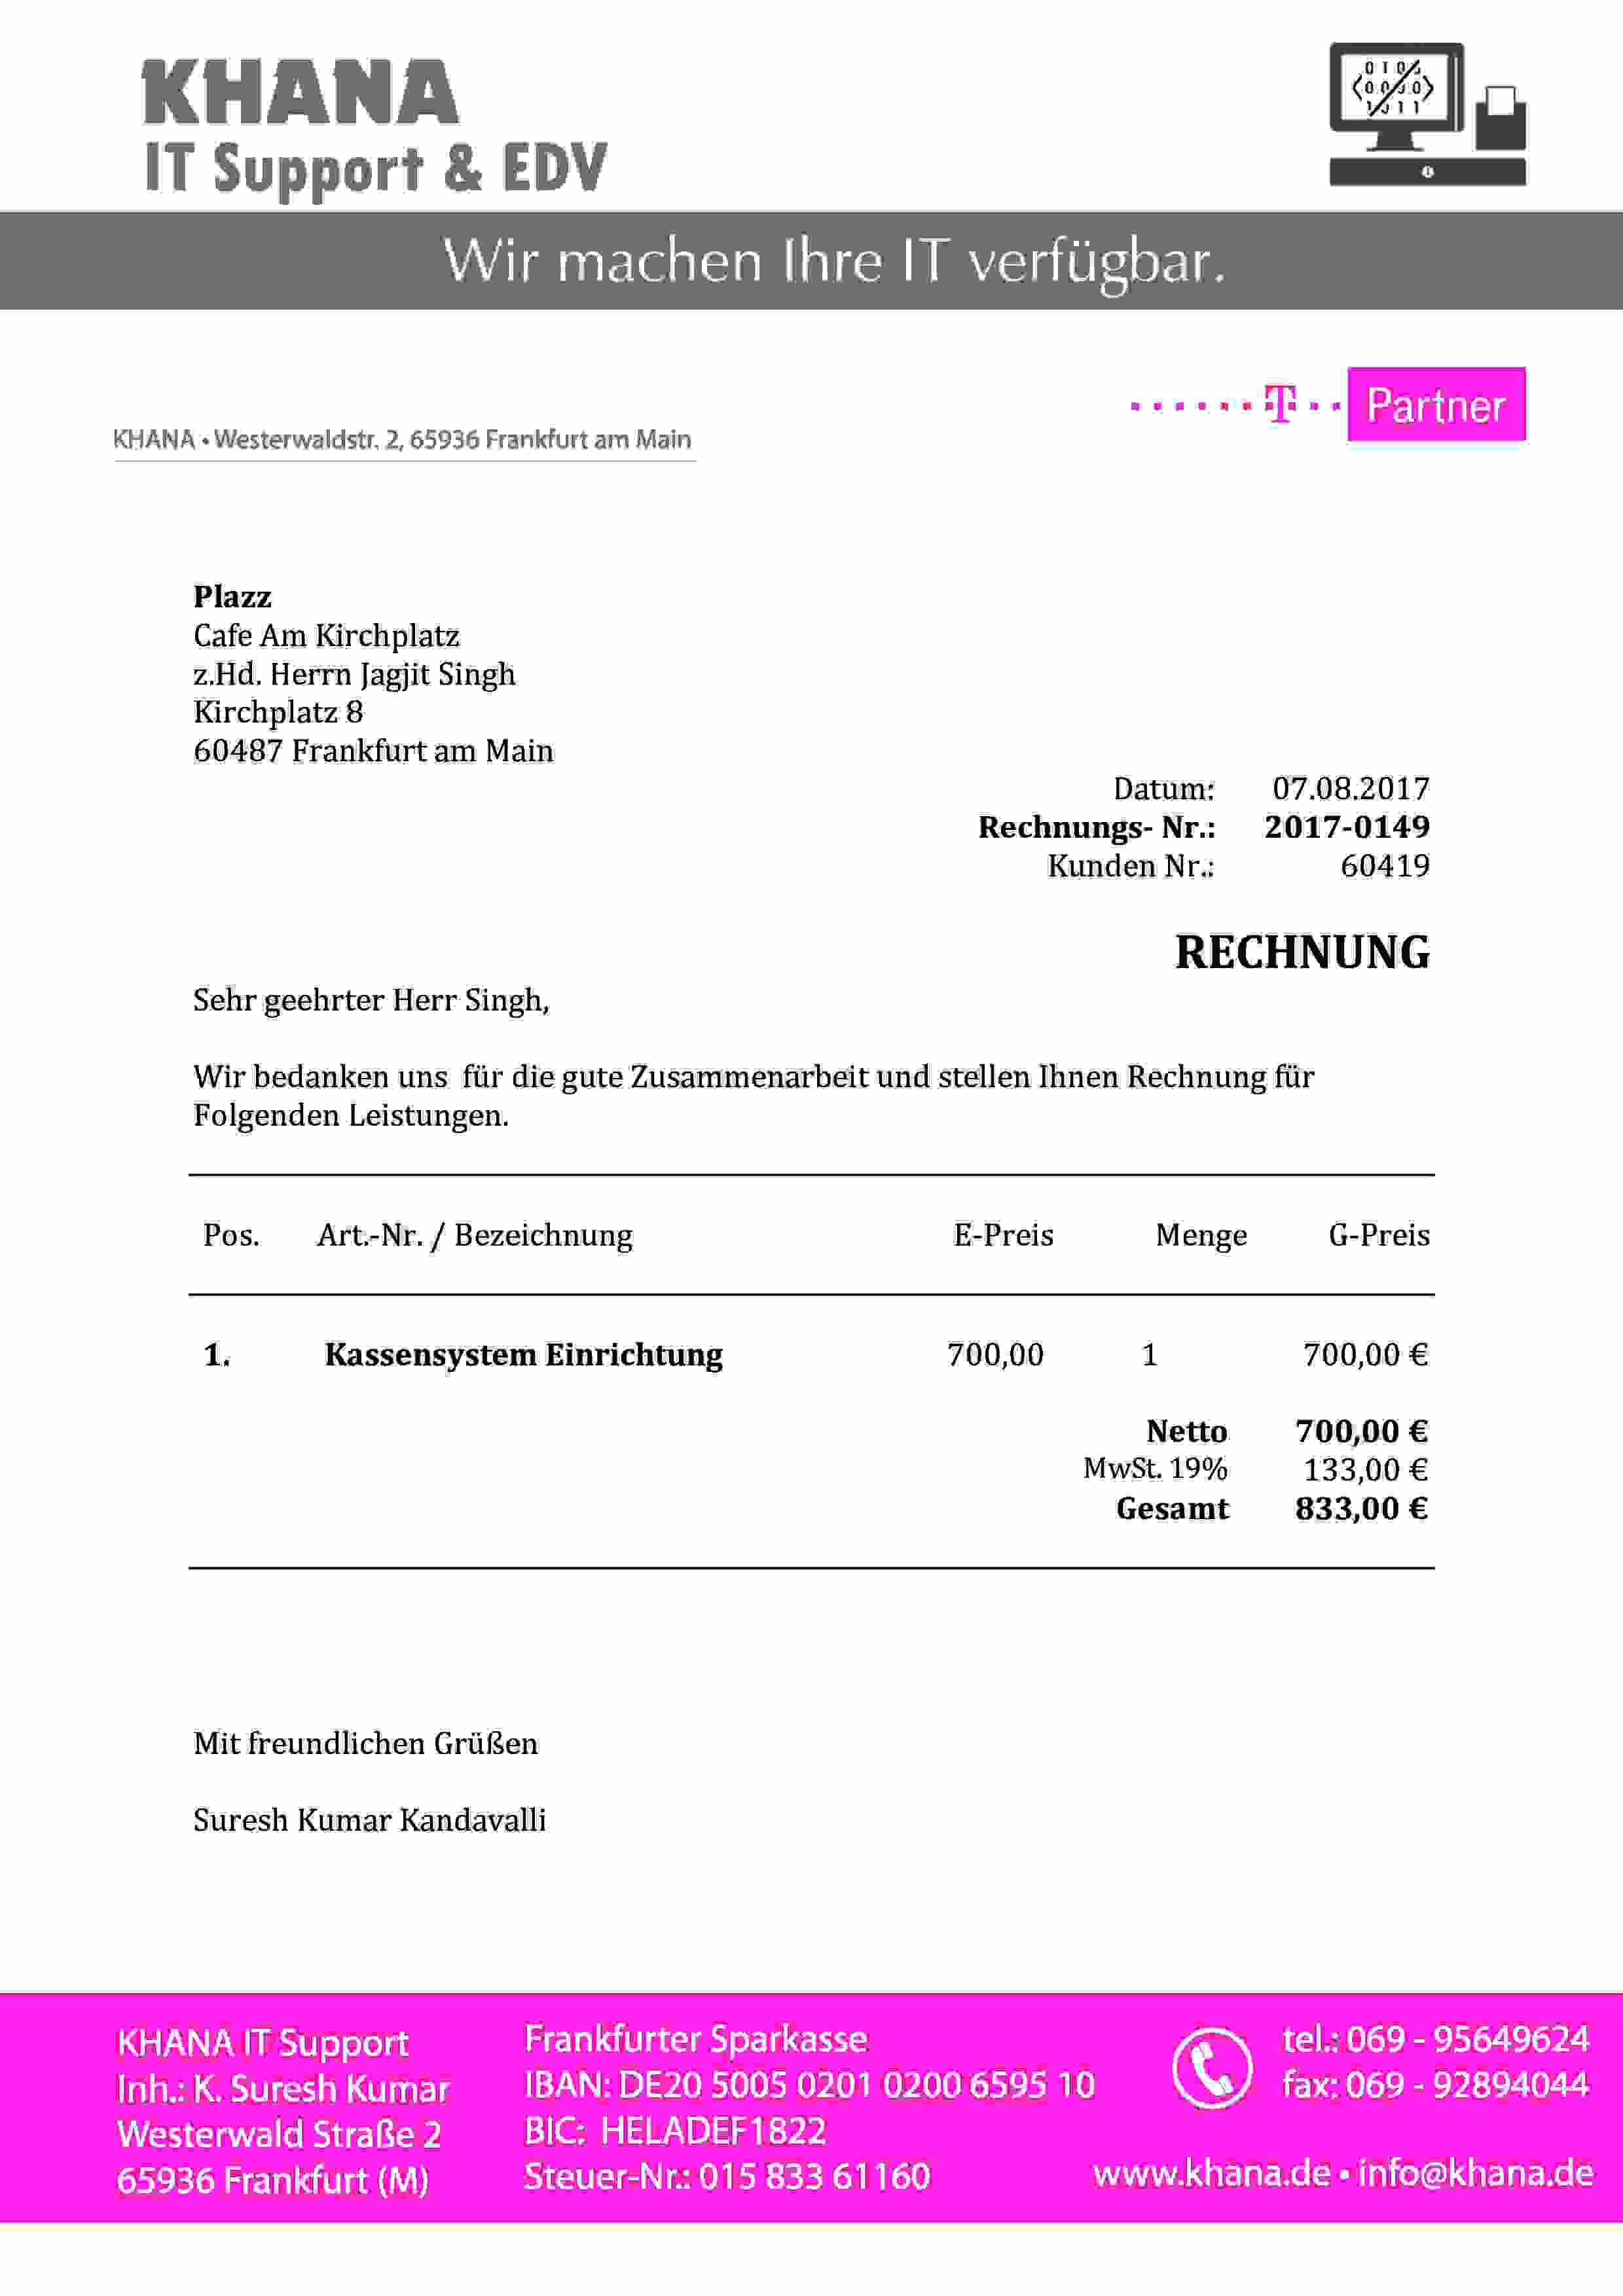 KHANA
IT Support & EDV
Wir machen Ihre IT verfügbar.
T Partner
KHANA • Westerwaldstr. 2, 65936 Frankfurt am Main
Plazz
Cafe Am Kirchplatz
z.Hd. Herrn Jagjit Singh
Kirchplatz 8
60487 Frankfurt am Main
Datum: 07.08.2017
Rechnungs- Nr.: 2017-0149
Kunden Nr.: 60419
RECHNUNG
Sehr geehrter Herr Singh,
Wir bedanken uns für die gute Zusammenarbeit und stellen Ihnen Rechnung für
Folgenden Leistungen.
Pos. Art.-Nr. / Bezeichnung E-Preis Menge G-Preis
1. Kassensystem Einrichtung 700,00 1 700,00 €
Netto 700,00 €
MwSt. 19% 133,00 €
Gesamt 833,00 €
Mit freundlichen Grüßen
Suresh Kumar Kandavalli
KHANA IT Support
Inh.: K. Suresh Kumar
Westerwald Straße 2
65936 Frankfurt (M)
Frankfurter Sparkasse
IBAN: DE20 5005 0201 0200 6595 10
BIC: HELADEF1822
Steuer-Nr.: 015 833 61160
tel.: 069 - 95649624
fax: 069 - 92894044
www.khana.de • info@khana.de